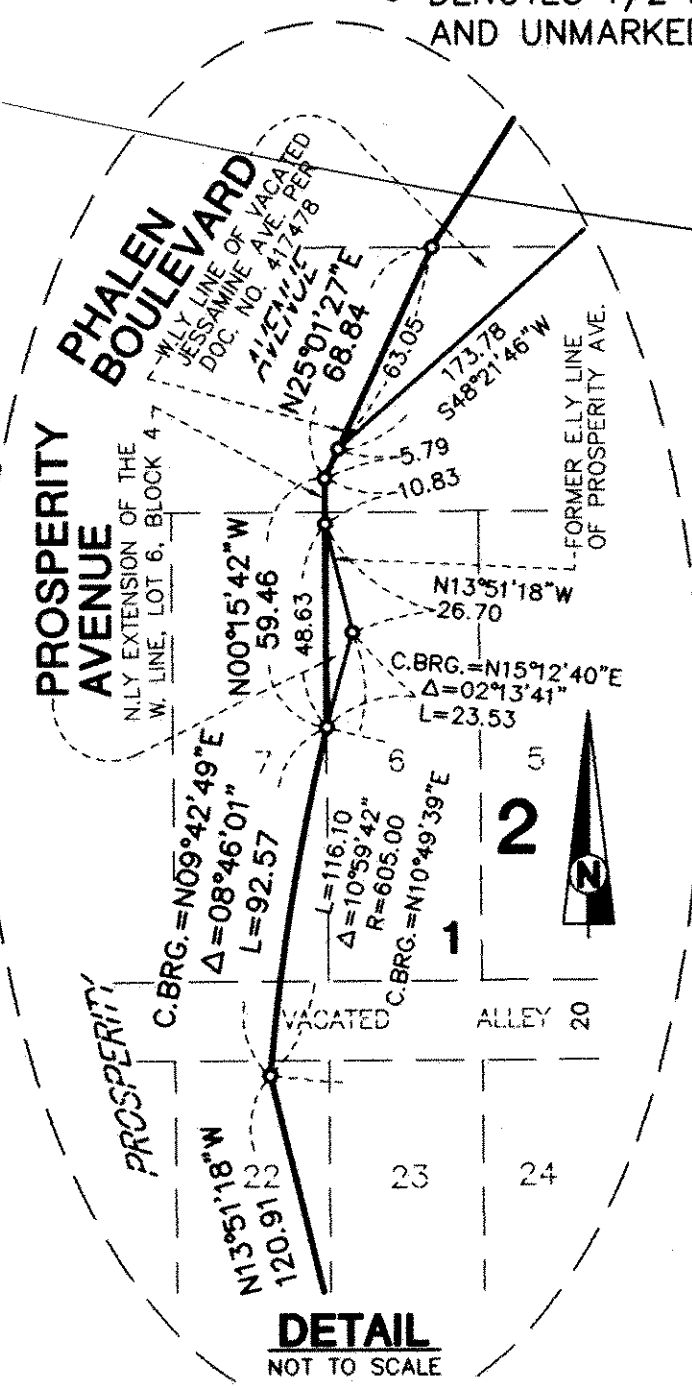 DENOTES 1/2
AND UNMARKED
PHALEN
BOULEVARD
W.LY LINE OF VACATED
JESSAMINE AVE. PER
DOC. NO. 417478
AVENUE
N25°01'27"E
68.84
63.05
173.78
S48°21'46"W
5.79
10.83
FORMER E.LY LINE
OF PROSPERITY AVE.
PROSPERITY
AVENUE
N.LY EXTENSION OF THE
W. LINE, LOT 6, BLOCK 4
N00°15'42"W
59.46
48.63
N13°51'18"W
26.70
C.BRG.=N15°12'40"E
Δ=02°13'41"
L=23.53
7
6
5
2
N
C.BRG.=N09°42'49"E
Δ=08°46'01"
L=92.57
L=116.10
Δ=10°59'42"
R=605.00
C.BRG.=N10°49'39"E
1
PROSPERITY
VACATED
ALLEY
20
N13°51'18"W
120.91
22
23
24
DETAIL
NOT TO SCALE